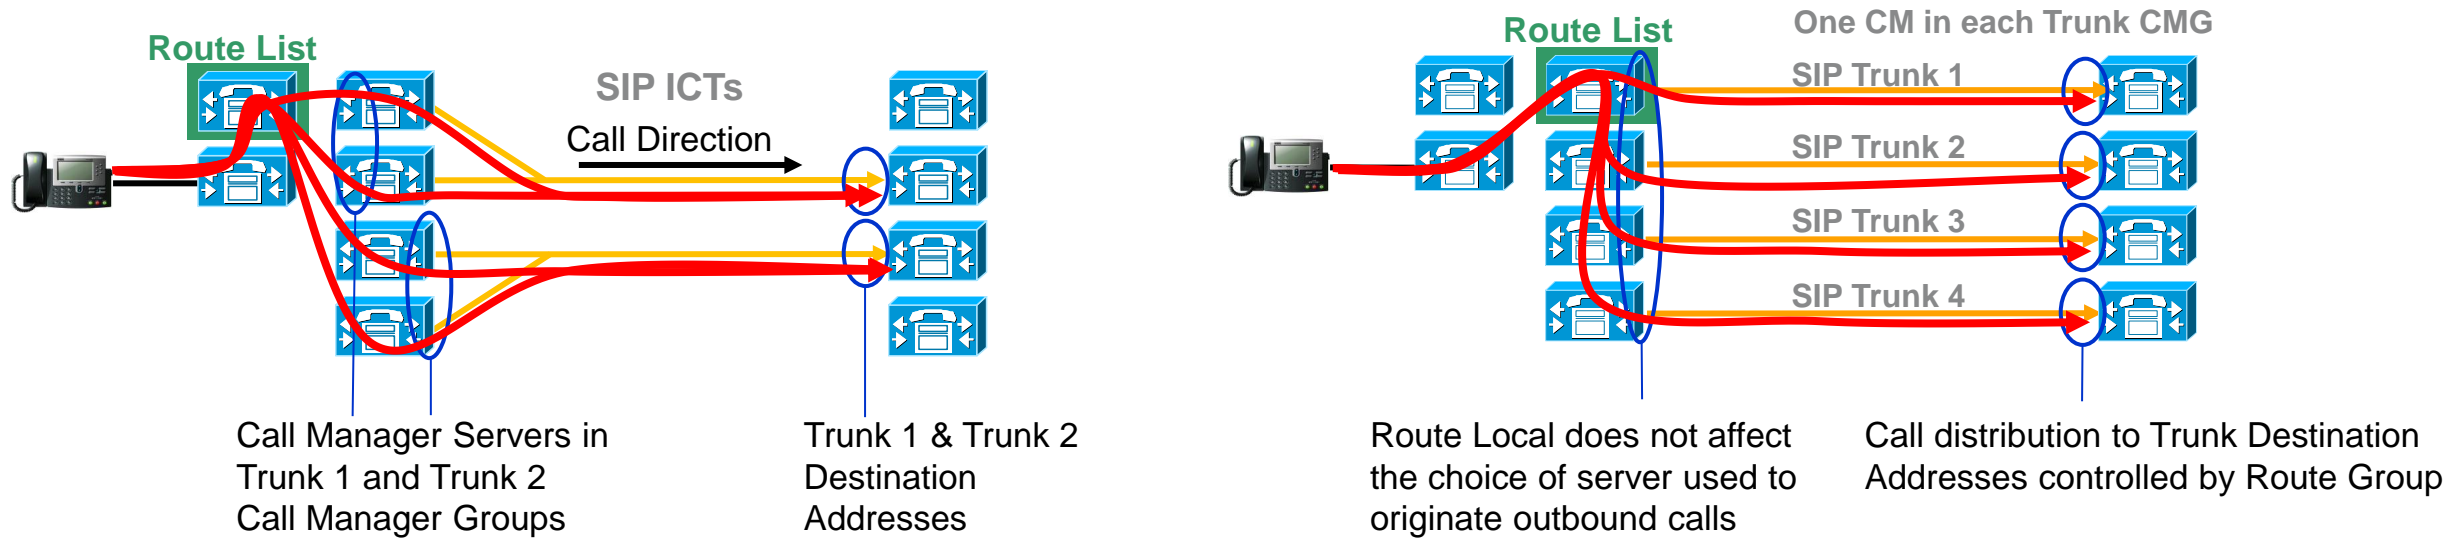 Route List
SIP ICTs
Call Direction
Call Manager Servers in
Trunk 1 and Trunk 2
Call Manager Groups
Trunk 1 & Trunk 2
Destination
Addresses
Route List
One CM in each Trunk CMG
SIP Trunk 1
SIP Trunk 2
SIP Trunk 3
SIP Trunk 4
Route Local does not affect
the choice of server used to
originate outbound calls
Call distribution to Trunk Destination
Addresses controlled by Route Group